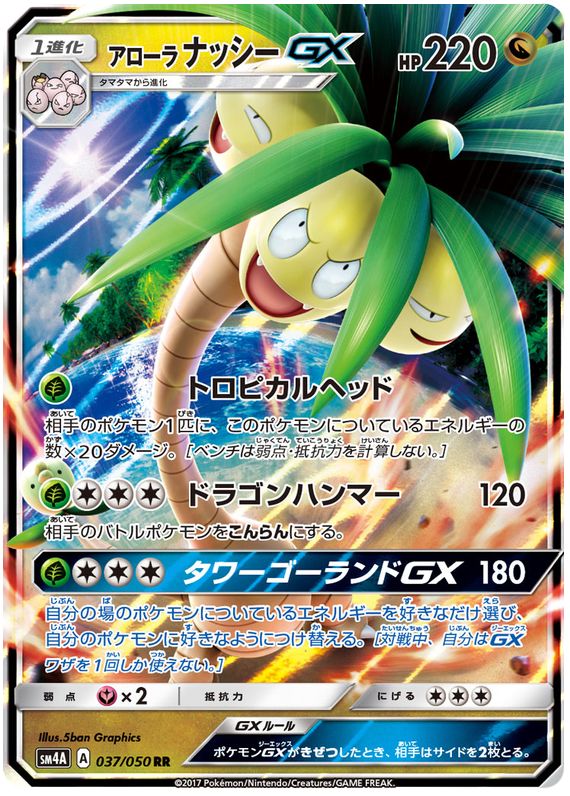 1進化
アローラ ナッシーGX
HP220
タマタマから進化
トロピカルヘッド
相手のポケモン1匹に、このポケモンについているエネルギーの
数×20ダメージ。[ベンチは弱点・抵抗力を計算しない。]
ドラゴンハンマー 120
相手のバトルポケモンをこんらんにする。
タワーゴーランドGX 180
自分の場のポケモンについているエネルギーを好きなだけ選び、
自分のポケモンに好きなようにつけ替える。[対戦中、自分はGX
ワザを1回しか使えない。]
弱点 ×2 抵抗力 にげる
Illus.5ban Graphics
GXルール
ポケモンGXがきぜつしたとき、相手はサイドを2枚とる。
SM4A A 037/050 RR
©2017 Pokémon/Nintendo/Creatures/GAME FREAK.